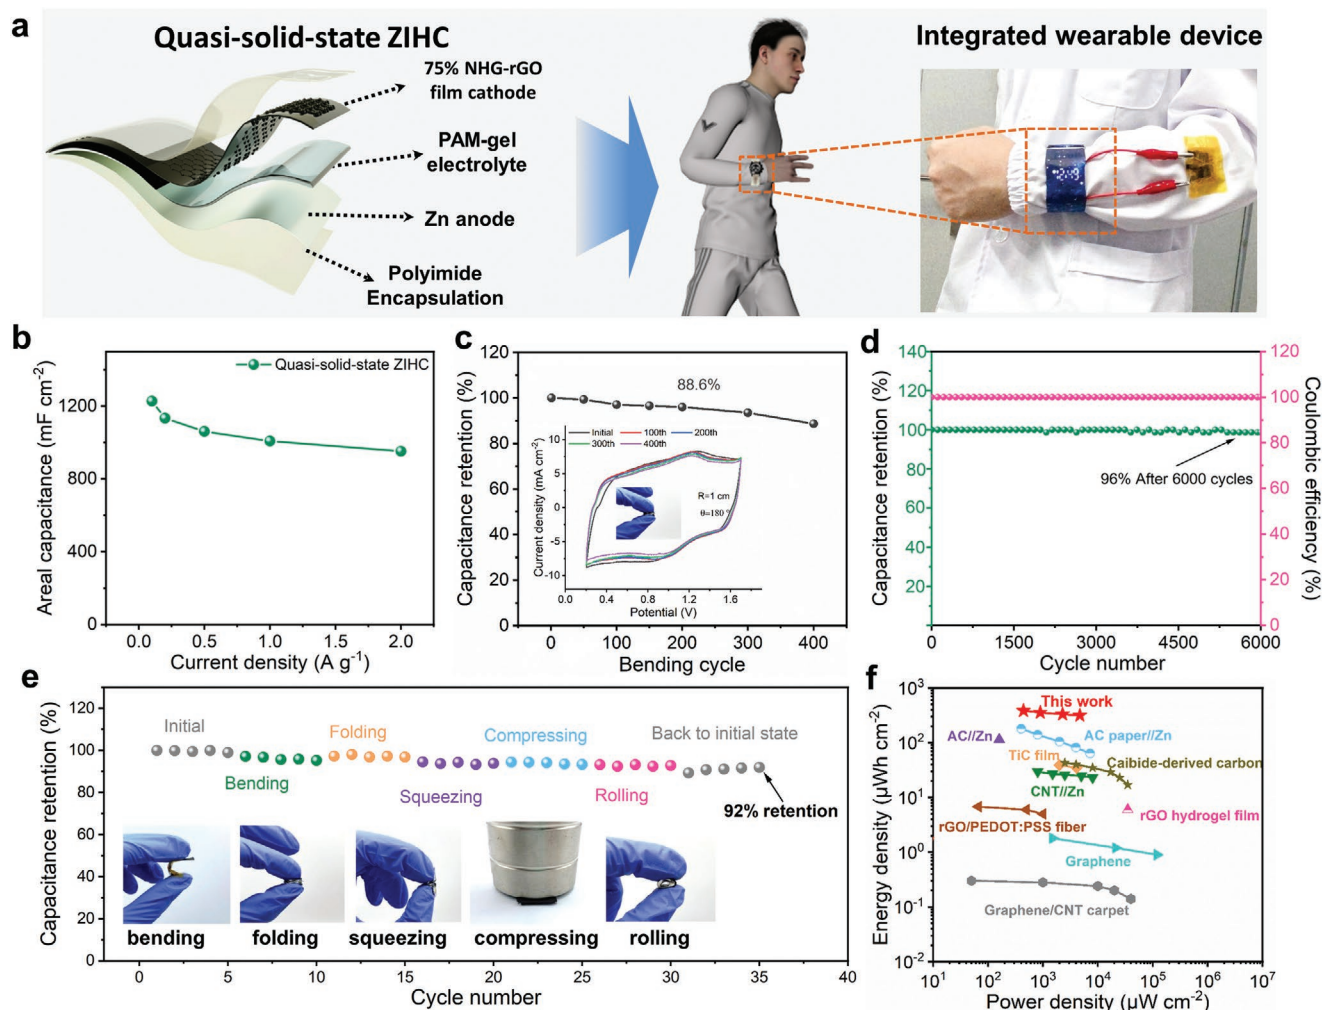 a
Quasi-solid-state ZIHC
75% NHG-rGO
film cathode
PAM-gel
electrolyte
Zn anode
Polyimide
Encapsulation
Integrated wearable device
b
Areal capacitance (mF cm⁻²)
1200
800
400
0
Quasi-solid-state ZIHC
0.0 0.5 1.0 1.5 2.0
Current density (A g⁻¹)
c
Capacitance retention (%)
120
100
80
60
40
20
0
88.6%
Initial 100th 200th
300th 400th
Current density (mA cm⁻²)
10
5
0
-5
-10
R=1 cm
θ=180 °
0.0 0.4 0.8 1.2 1.6
Potential (V)
0 100 200 300 400
Bending cycle
d
Capacitance retention (%)
140
120
100
80
60
40
20
0
96% After 6000 cycles
120
100
80
60
40
20
0
Coulombic efficiency (%)
0 1500 3000 4500 6000
Cycle number
e
Capacitance retention (%)
120
100
80
60
40
20
0
Initial
Bending
Folding
Squeezing
Compressing
Rolling
Back to initial state
92% retention
bending folding squeezing compressing rolling
0 5 10 15 20 25 30 35 40
Cycle number
f
Energy density (μWh cm⁻²)
10³
10²
10¹
10⁰
10⁻¹
10⁻²
This work
AC//Zn
AC paper//Zn
TiC film
Caibide-derived carbon
CNT//Zn
rGO hydrogel film
rGO/PEDOT:PSS fiber
Graphene
Graphene/CNT carpet
10¹ 10² 10³ 10⁴ 10⁵ 10⁶ 10⁷
Power density (μW cm⁻²)